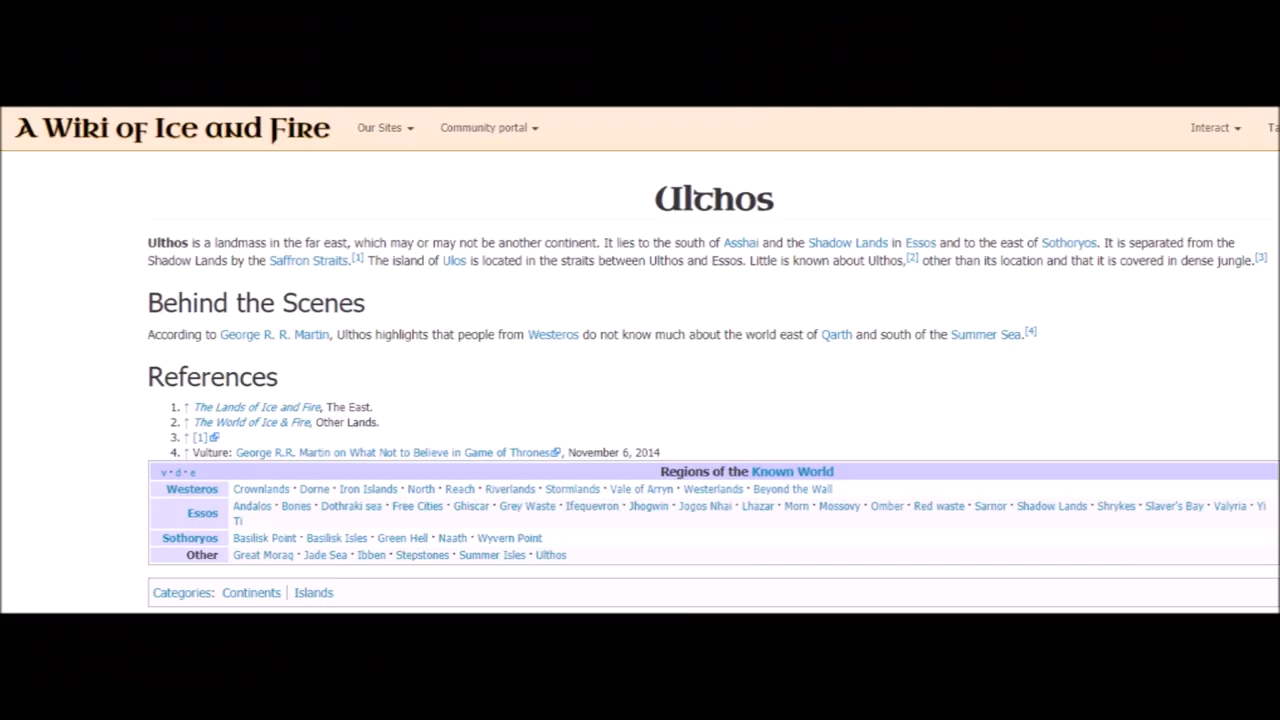 A Wiki of Ice and Fire Our Sites Community portal Interact Ta
Ulthos
Ulthos is a landmass in the far east, which may or may not be another continent. It lies to the south of Asshai and the Shadow Lands in Essos and to the east of Sothoryos. It is separated from the
Shadow Lands by the Saffron Straits.[1] The island of Ulos is located in the straits between Ulthos and Essos. Little is known about Ulthos,[2] other than its location and that it is covered in dense jungle.[3]
Behind the Scenes
According to George R. R. Martin, Ulthos highlights that people from Westeros do not know much about the world east of Qarth and south of the Summer Sea.[4]
References
1. ↑ The Lands of Ice and Fire, The East.
2. ↑ The World of Ice & Fire, Other Lands.
3. ↑ [1]
4. ↑ Vulture: George R.R. Martin on What Not to Believe in Game of Thrones, November 6, 2014
v · d · e Regions of the Known World
Westeros Crownlands · Dorne · Iron Islands · North · Reach · Riverlands · Stormlands · Vale of Arryn · Westerlands · Beyond the Wall
Essos Andalos · Bones · Dothraki sea · Free Cities · Ghiscar · Grey Waste · Ifequevron · Jhogwin · Jogos Nhai · Lhazar · Morn · Mossovy · Omber · Red waste · Sarnor · Shadow Lands · Shrykes · Slaver's Bay · Valyria · Yi
Ti
Sothoryos Basilisk Point · Basilisk Isles · Green Hell · Naath · Wyvern Point
Other Great Moraq · Jade Sea · Ibben · Stepstones · Summer Isles · Ulthos
Categories: Continents | Islands